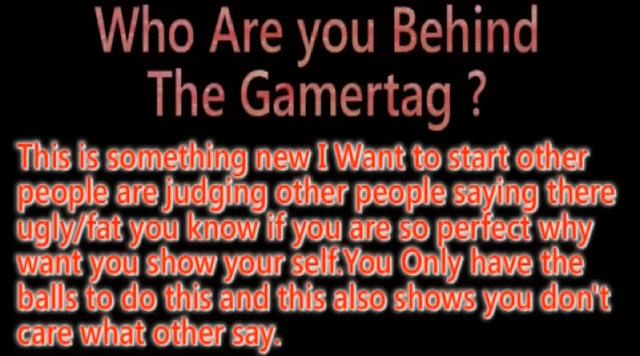 Who Are you Behind
The Gamertag ?
This is something new I Want to start other
people are judging other people saying there
ugly/fat you know if you are so perfect why
want you show your self.You Only have the
balls to do this and this also shows you don't
care what other say.